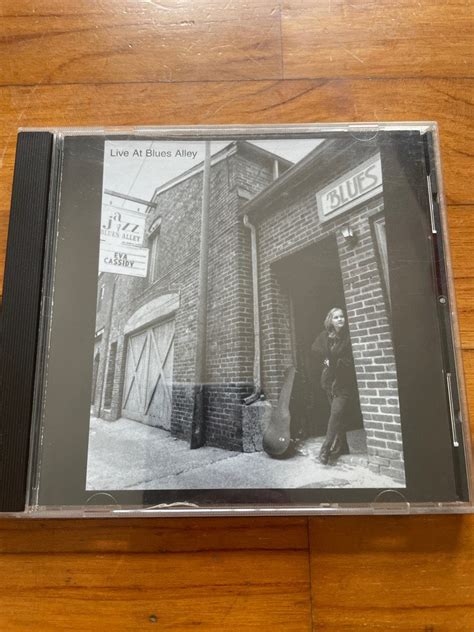 Live At Blues Alley
jazz
BLUES ALLEY
EVA
CASSIDY
BLUES